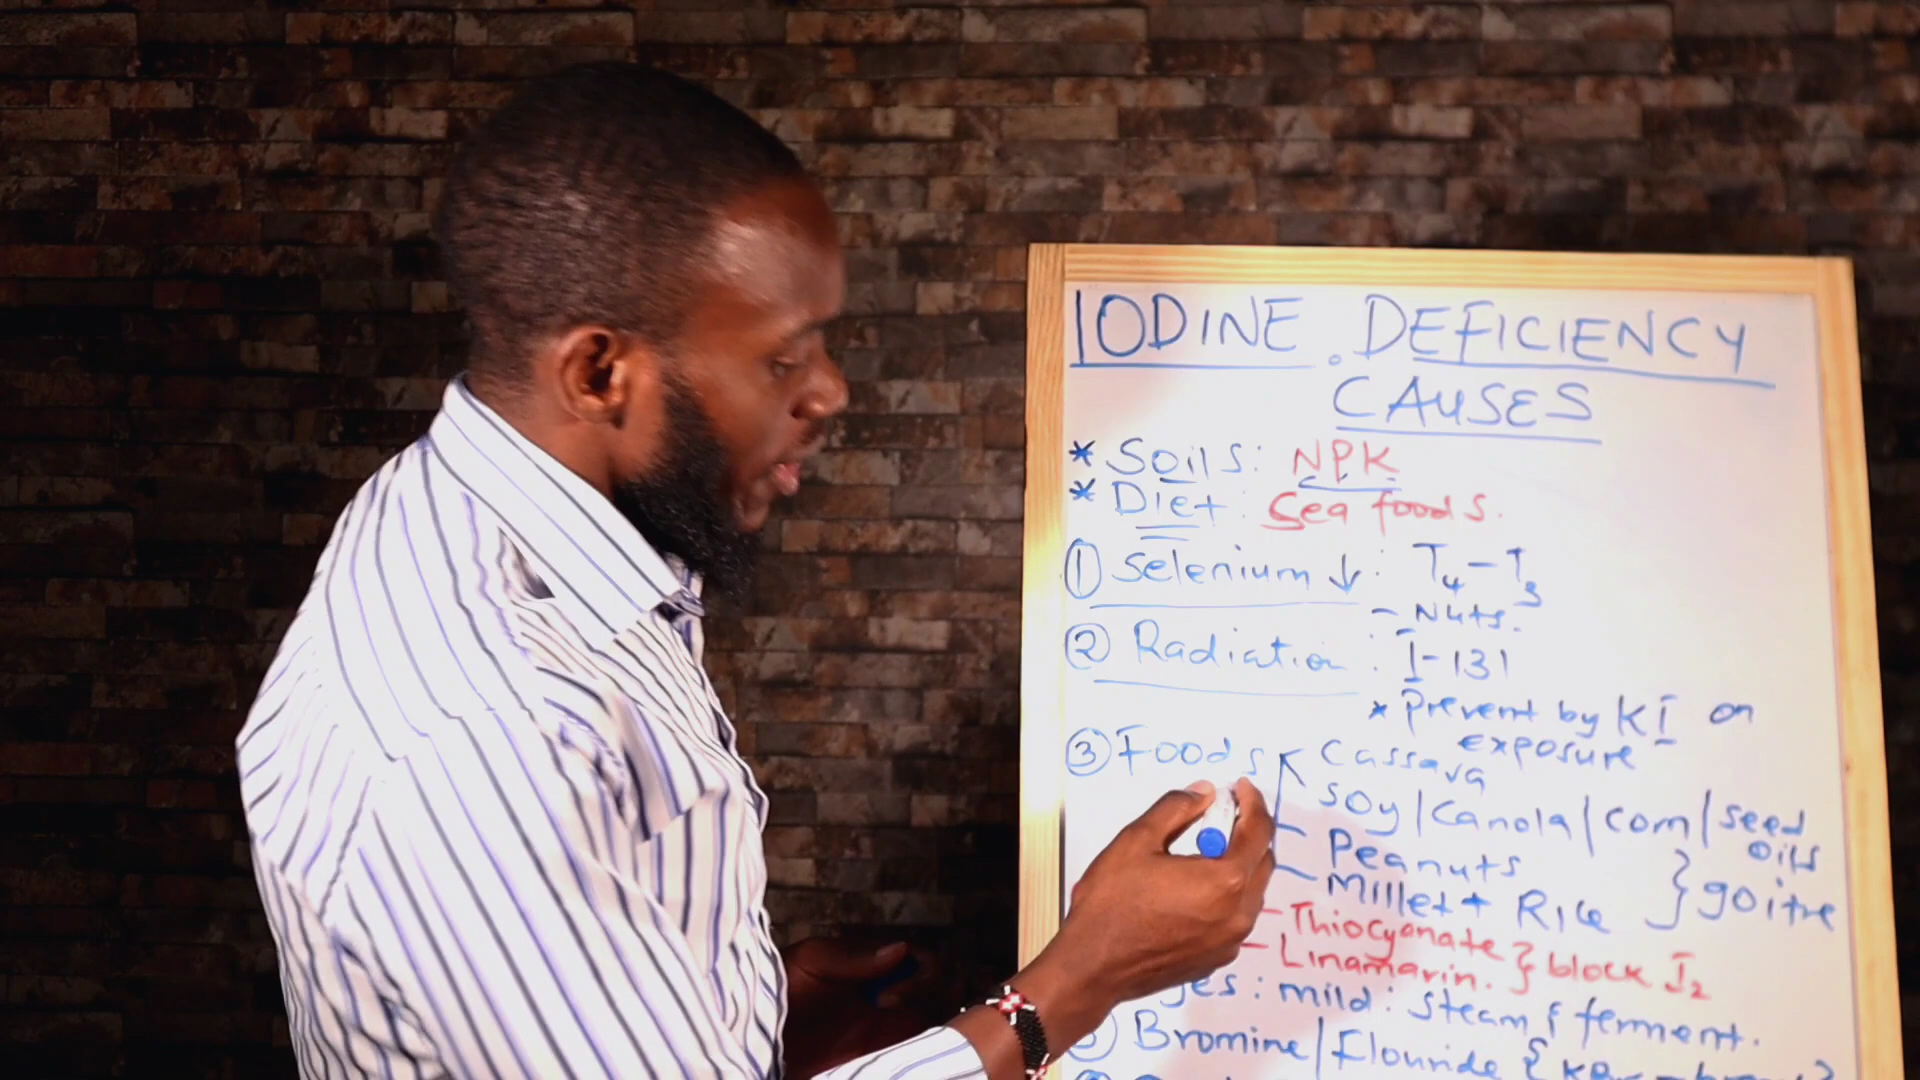 IODINE DEFICIENCY
CAUSES
* Soils: NPK
* Diet: Sea foods.
① Selenium ↓ : T4 - T3
- Nuts.
② Radiation : I-131
* Prevent by KI on
exposure
③ Foods Cassava
Soy/Canola/Corn/seed
oils
Peanuts
Millet + Rice } goitre
- Thiocyanate
- Linamarin. } block I2
ges: mild: steam & ferment.
Bromine/Flouride {